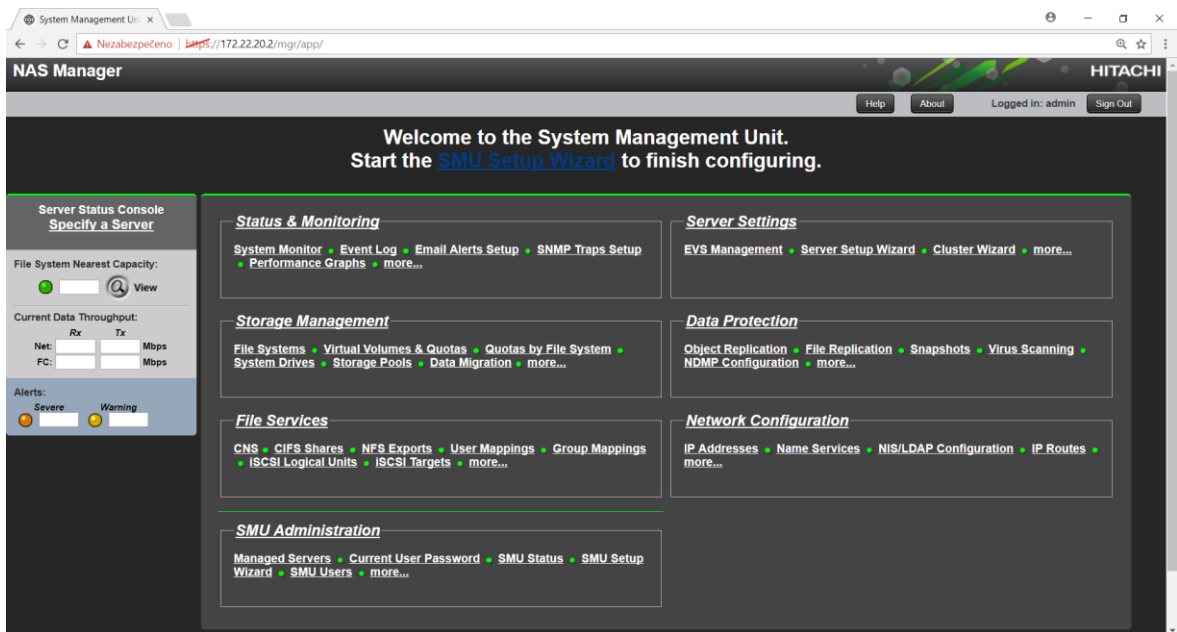 System Management Un
Nezabezpečeno | https://172.22.20.2/mgr/app/
NAS Manager
HITACHI
Help About Logged in: admin Sign Out
Welcome to the System Management Unit.
Start the SMU Setup Wizard to finish configuring.
Server Status Console
Specify a Server
File System Nearest Capacity:
View
Current Data Throughput:
Rx Tx
Net: Mbps
FC: Mbps
Alerts:
Severe Warning
Status & Monitoring
System Monitor Event Log Email Alerts Setup SNMP Traps Setup
Performance Graphs more...
Server Settings
EVS Management Server Setup Wizard Cluster Wizard more...
Storage Management
File Systems Virtual Volumes & Quotas Quotas by File System
System Drives Storage Pools Data Migration more...
Data Protection
Object Replication File Replication Snapshots Virus Scanning
NDMP Configuration more...
File Services
CNS CIFS Shares NFS Exports User Mappings Group Mappings
iSCSI Logical Units iSCSI Targets more...
Network Configuration
IP Addresses Name Services NIS/LDAP Configuration IP Routes
more...
SMU Administration
Managed Servers Current User Password SMU Status SMU Setup
Wizard SMU Users more...